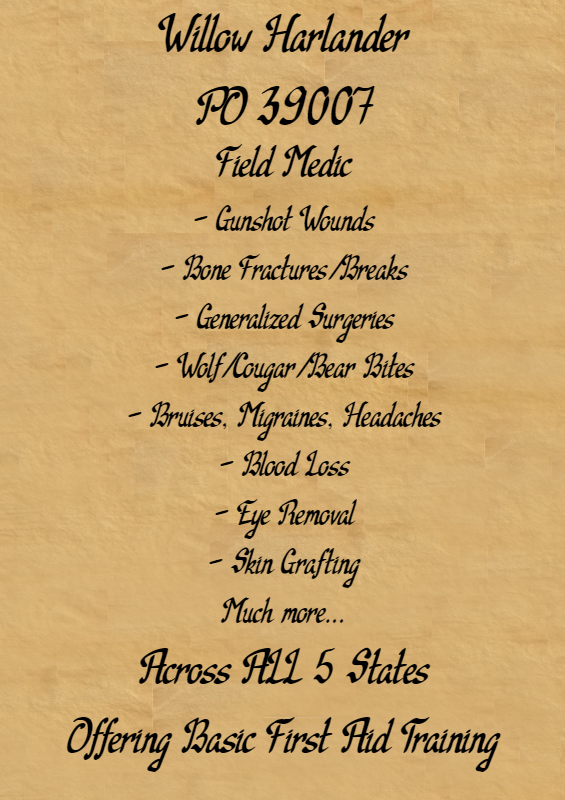 Willow Harlander
PO 39007
Field Medic
- Gunshot Wounds
- Bone Fractures/Breaks
- Generalized Surgeries
- Wolf/Cougar/Bear Bites
- Bruises, Migraines, Headaches
- Blood Loss
- Eye Removal
- Skin Grafting
Much more...
Across ALL 5 States
Offering Basic First Aid Training